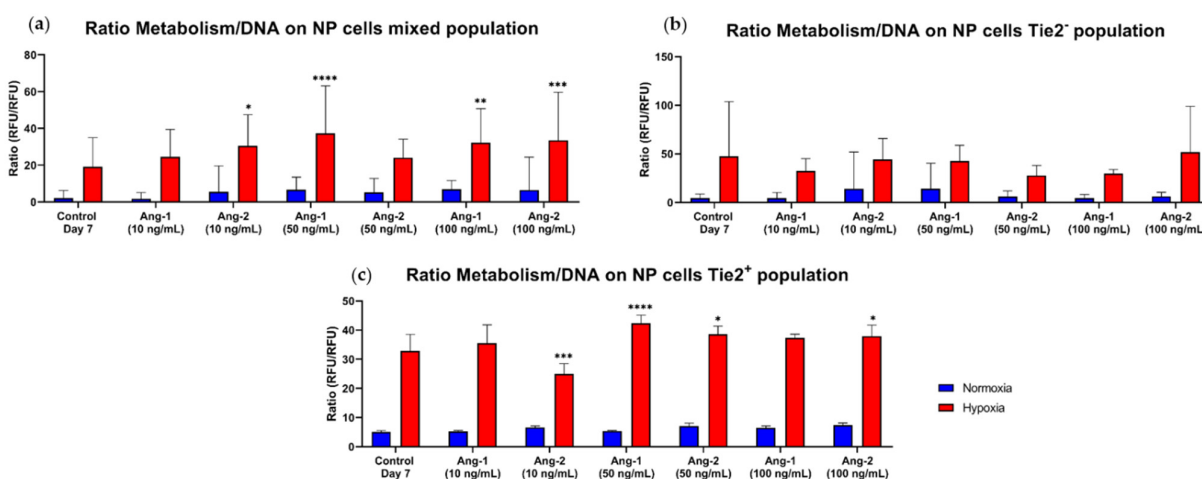 (a)
Ratio Metabolism/DNA on NP cells mixed population
Ratio (RFU/RFU)
80
60
40
20
0
*
****
**
***
Control
Day 7
Ang-1
(10 ng/mL)
Ang-2
(10 ng/mL)
Ang-1
(50 ng/mL)
Ang-2
(50 ng/mL)
Ang-1
(100 ng/mL)
Ang-2
(100 ng/mL)
(b)
Ratio Metabolism/DNA on NP cells Tie2⁻ population
Ratio (RFU/RFU)
150
100
50
0
Control
Day 7
Ang-1
(10 ng/mL)
Ang-2
(10 ng/mL)
Ang-1
(50 ng/mL)
Ang-2
(50 ng/mL)
Ang-1
(100 ng/mL)
Ang-2
(100 ng/mL)
(c)
Ratio Metabolism/DNA on NP cells Tie2⁺ population
Ratio (RFU/RFU)
50
40
30
20
10
0
***
****
*
*
Control
Day 7
Ang-1
(10 ng/mL)
Ang-2
(10 ng/mL)
Ang-1
(50 ng/mL)
Ang-2
(50 ng/mL)
Ang-1
(100 ng/mL)
Ang-2
(100 ng/mL)
Normoxia
Hypoxia